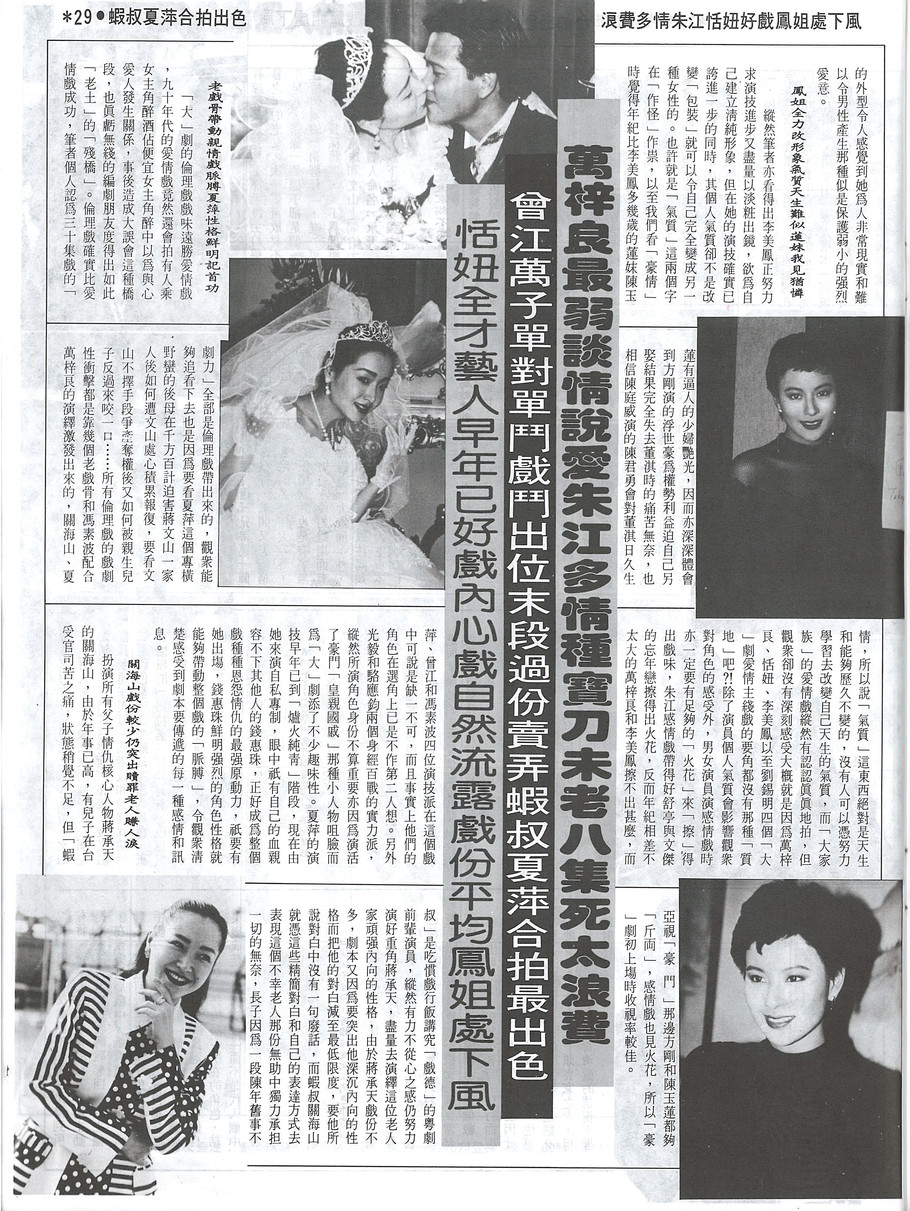 *29●蝦叔夏萍合拍出色
浪費多情朱江恬妞好戲鳳姐處下風
萬梓良最弱談情說愛朱江多情種寶刀未老八集死太浪費
曾江萬子單對單鬥戲鬥出位末段過份賣弄蝦叔夏萍合拍最出色
恬妞全才藝人早年已好戲內心戲自然流露戲份平均鳳姐處下風
的外型令人感覺到她爲人非常現實和難
以令男性產生那種似是保護弱小的强烈
愛意。
鳳姐全力改形象氣質天生難似蓮妹我見猶憐
縱然筆者亦看得出李美鳳正努力
求演技進步又盡量以淡粧出鏡，欲爲自
己建立清純形象，但在她的演技確實已
誇進一步的同時，其個人氣質卻不是改
變「包裝」就可以令自己完全變成另一
種女性的。也許就是「氣質」這兩個字
在「作怪」作祟，以至我們看「豪情」
時覺得年紀比李美鳳多幾歲的蓮妹陳玉
蓮有逼人的少婦艷光，因而亦深深體會
到方剛演的浮世豪爲權勢利益迫自己另
娶結果完全失去董淇時的痛苦無奈，也
相信陳庭威演的陳君勇會對董淇日久生
情，所以說「氣質」這東西絕對是天生
和能夠歷久不變的，沒有人可以憑努力
學習去改變自己天生的氣質，而「大家
族」的愛情戲縱然有認認眞眞地拍，但
觀衆卻沒有深刻感受大概就是因爲萬梓
良、恬妞、李美鳳以至劉錫明四個「大
」劇愛情主綫戲的要角都沒有那種「質
地」吧?!除了演員個人氣質會影響觀衆
對角色的感受外，男女演員演感情戲時
亦一定要有足夠的「火花」來「擦」得
出戲味，朱江感情戲帶得好舒亭與文傑
的忘年戀擦得出火花，反而年紀相差不
太大的萬梓良和李美鳳擦不出甚麼，而
亞視「豪門」那邊方剛和陳玉蓮都夠
「斤両」，感情戲也見火花，所以「豪
」劇初上場時收視率較佳。
老戲骨帶動親情戲脈膊夏萍性格鮮明記首功
「大」劇的倫理戲戲味遠勝愛情戲
，九十年代的愛情戲竟然還會拍有人乘
女主角醉酒佔便宜女主角醉中以爲與心
愛人發生關係，事後造成大誤會這種橋
段，也眞虧無綫的編劇朋友度得出如此
「老土」的「殘橋」。倫理戲確實比愛
情戲成功，筆者個人認爲三十集戲的「
劇力」全部是倫理戲帶出來的，觀衆能
夠追看下去也是因爲要看夏萍這個專橫
野蠻的後母在千方百計迫害蔣文山一家
人後如何遭文山處心積累報復，要看文
山不擇手段爭產奪權後又如何被親生兒
子反過來咬一口……所有倫理戲的戲劇
性衝擊都是靠幾個老戲骨和馮素波配合
萬梓良的演繹激發出來的，關海山、夏
萍、曾江和馮素波四位演技派在這個戲
中可說是缺一不可，而且事實上他們的
角色在選角上已是不作第二人想。另外
光毅和駱應鈞兩個身經百戰的實力派，
縱然所演角色身份不算重要亦因爲演活
了豪門「皇親國戚」那種小人物咀臉而
爲「大」劇添了不少趣味性。夏萍的演
技早年已到「爐火純青」階段，現在由
她來演自私專制，眼中祇有自己的血親
容不下其他人的錢惠珠，正好成爲整個
戲種種恩怨情仇的最强原動力，祇要有
她出塲，錢惠珠鮮明强烈的角色性格就
能夠帶動整個戲的「脈膊」，令觀衆清
楚感受到劇本要傳遞的每一種感情和訊
息。
關海山戲份較少仍突出贖罪老人賺人淚
扮演所有父子情仇核心人物蔣承天
的關海山，由於年事已高，有兒子在台
受官司苦之痛，狀態稍覺不足，但「蝦
叔」是吃慣戲行飯講究「戲德」的粵劇
前輩演員，縱然有力不從心之感仍努力
演好重角蔣承天，盡量去演繹這位老人
家頑强內向的性格，由於蔣承天戲份不
多，劇本又因爲要突出他深沉內向的性
格而把他的對白減至最低限度，要他所
說對白中沒有一句廢話，而蝦叔關海山
就憑這些精簡對白和自己的表達方式去
表現這個不幸老人那份無助中獨力承担
一切的無奈，長子因爲一段陳年舊事不